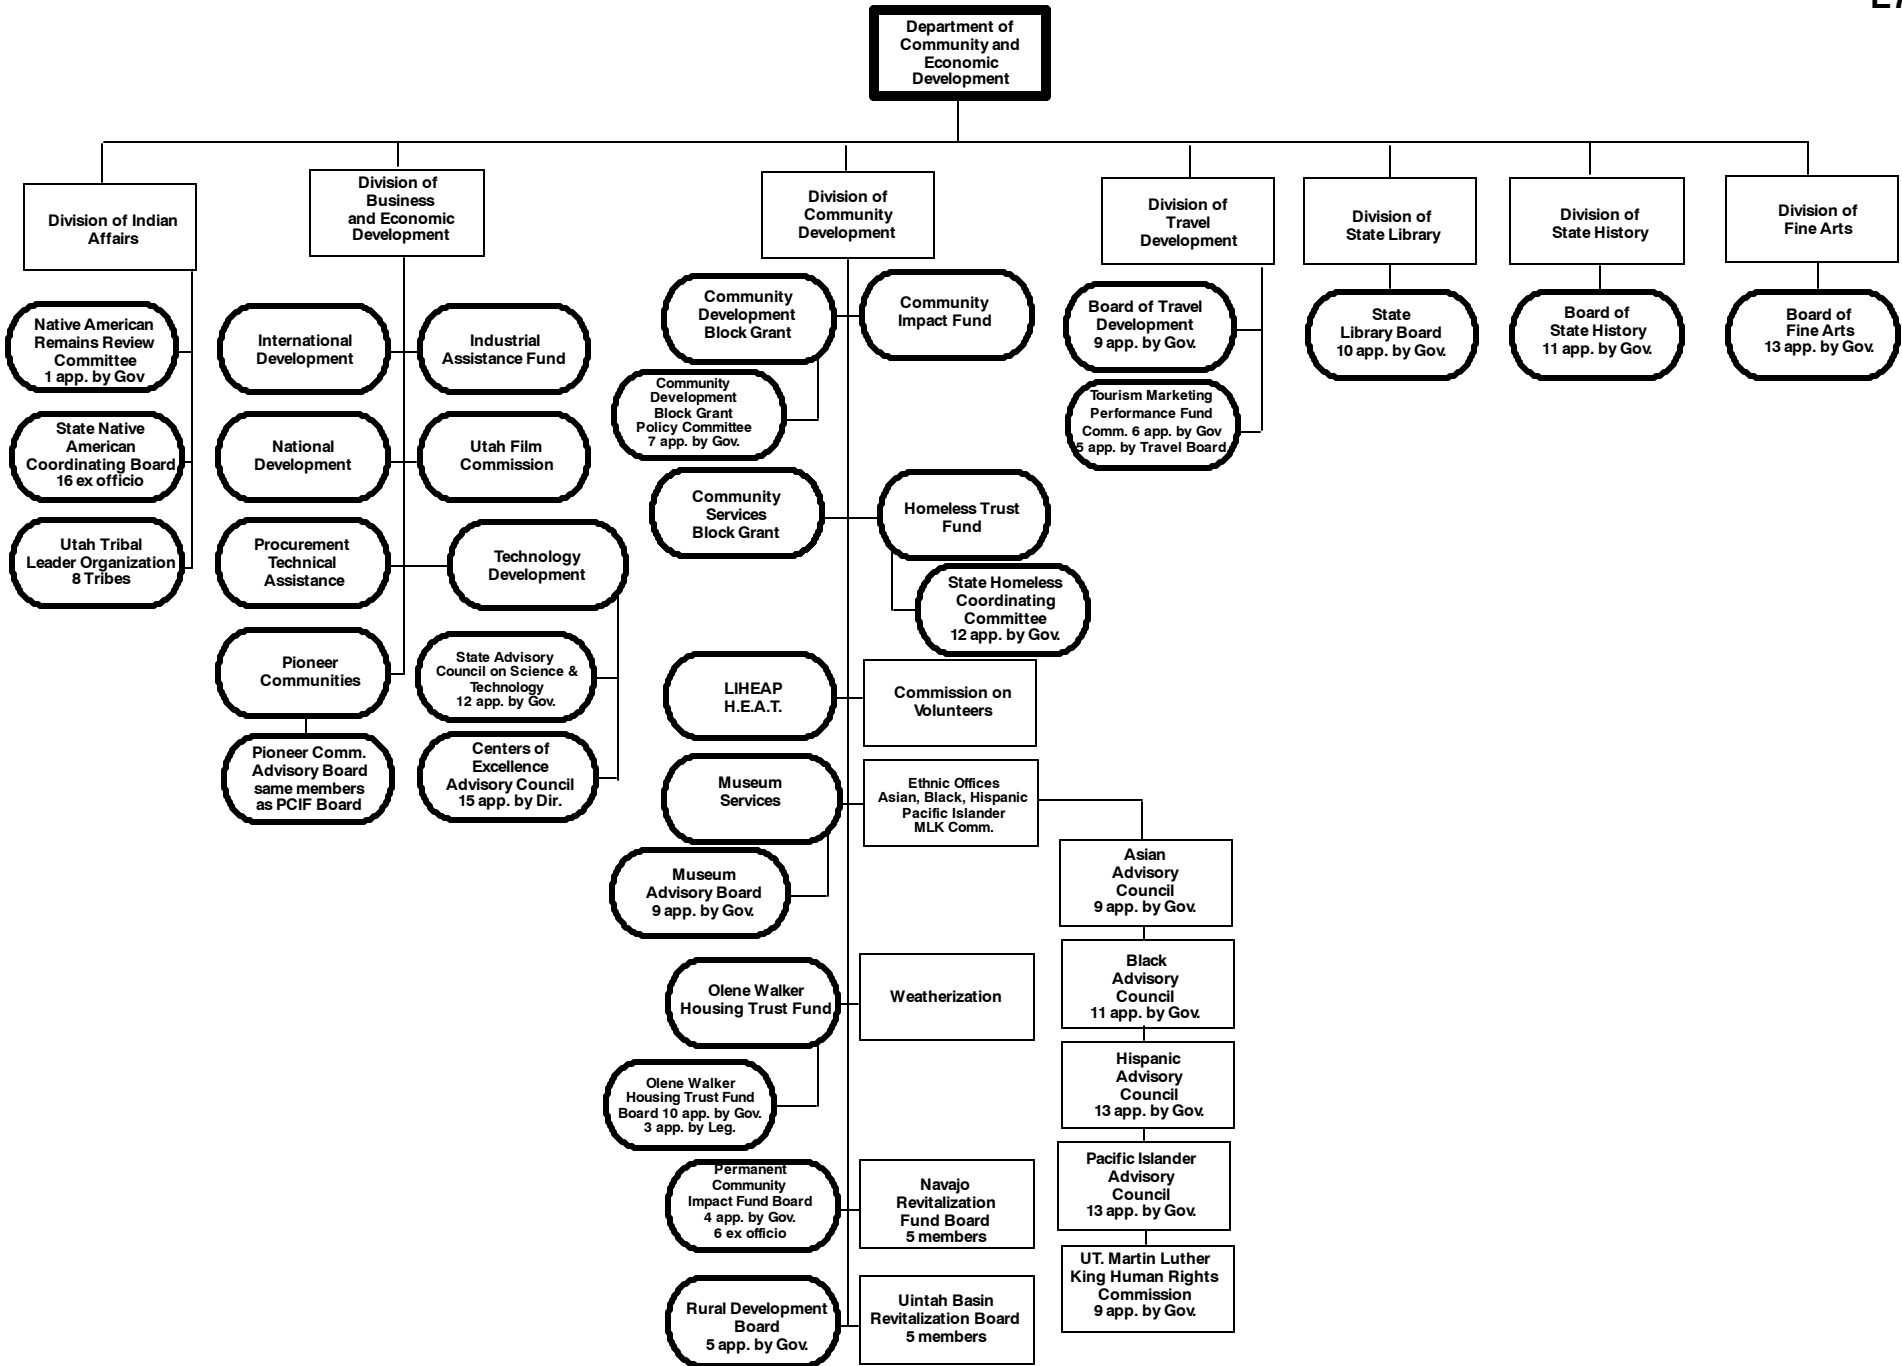 Department of
Community and
Economic
Development
Division of Indian
Affairs
Division of
Business
and Economic
Development
Division of
Community
Development
Division of
Travel
Development
Division of
State Library
Division of
State History
Division of
Fine Arts
Native American
Remains Review
Committee
1 app. by Gov
State Native
American
Coordinating Board
16 ex officio
Utah Tribal
Leader Organization
8 Tribes
International
Development
Industrial
Assistance Fund
National
Development
Utah Film
Commission
Procurement
Technical
Assistance
Technology
Development
Pioneer
Communities
State Advisory
Council on Science &
Technology
12 app. by Gov.
Pioneer Comm.
Advisory Board
same members
as PCIF Board
Centers of
Excellence
Advisory Council
15 app. by Dir.
Community
Development
Block Grant
Community
Impact Fund
Community
Development
Block Grant
Policy Committee
7 app. by Gov.
Community
Services
Block Grant
Homeless Trust
Fund
State Homeless
Coordinating
Committee
12 app. by Gov.
LIHEAP
H.E.A.T.
Commission on
Volunteers
Museum
Services
Ethnic Offices
Asian, Black, Hispanic
Pacific Islander
MLK Comm.
Museum
Advisory Board
9 app. by Gov.
Olene Walker
Housing Trust Fund
Weatherization
Olene Walker
Housing Trust Fund
Board 10 app. by Gov.
3 app. by Leg.
Permanent
Community
Impact Fund Board
4 app. by Gov.
6 ex officio
Navajo
Revitalization
Fund Board
5 members
Rural Development
Board
5 app. by Gov.
Uintah Basin
Revitalization Board
5 members
Asian
Advisory
Council
9 app. by Gov.
Black
Advisory
Council
11 app. by Gov.
Hispanic
Advisory
Council
13 app. by Gov.
Pacific Islander
Advisory
Council
13 app. by Gov.
UT. Martin Luther
King Human Rights
Commission
9 app. by Gov.
Board of Travel
Development
9 app. by Gov.
Tourism Marketing
Performance Fund
Comm. 6 app. by Gov
5 app. by Travel Board
State
Library Board
10 app. by Gov.
Board of
State History
11 app. by Gov.
Board of
Fine Arts
13 app. by Gov.